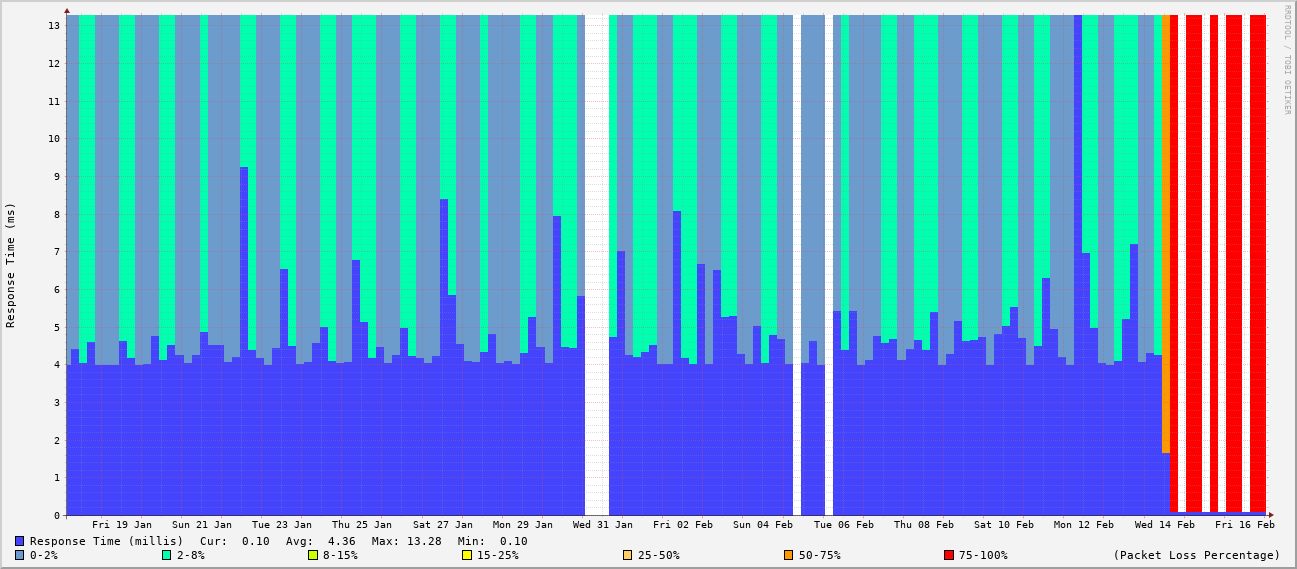 RRDTOOL / TOBI OETIKER
Response Time (ms)
13
12
11
10
9
8
7
6
5
4
3
2
1
0
Fri 19 Jan Sun 21 Jan Tue 23 Jan Thu 25 Jan Sat 27 Jan Mon 29 Jan Wed 31 Jan Fri 02 Feb Sun 04 Feb Tue 06 Feb Thu 08 Feb Sat 10 Feb Mon 12 Feb Wed 14 Feb Fri 16 Feb
Response Time (millis) Cur: 0.10 Avg: 4.36 Max: 13.28 Min: 0.10
0-2% 2-8% 8-15% 15-25% 25-50% 50-75% 75-100% (Packet Loss Percentage)